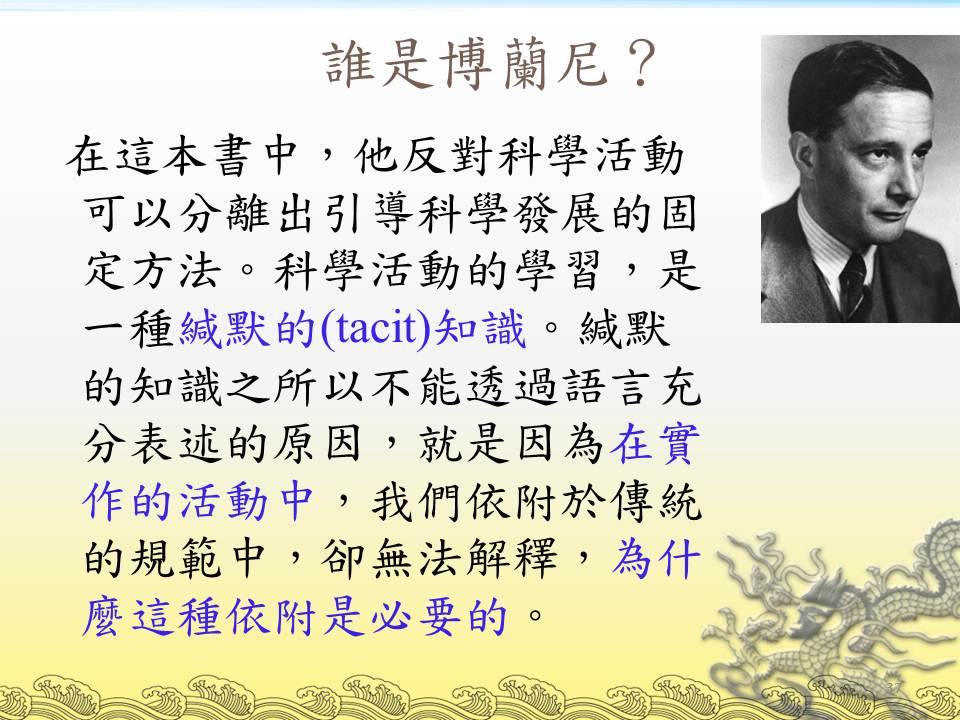 誰是博蘭尼？
在這本書中，他反對科學活動
可以分離出引導科學發展的固
定方法。科學活動的學習，是
一種緘默的(tacit)知識。緘默
的知識之所以不能透過語言充
分表述的原因，就是因為在實
作的活動中，我們依附於傳統
的規範中，卻無法解釋，為什
麼這種依附是必要的。
37